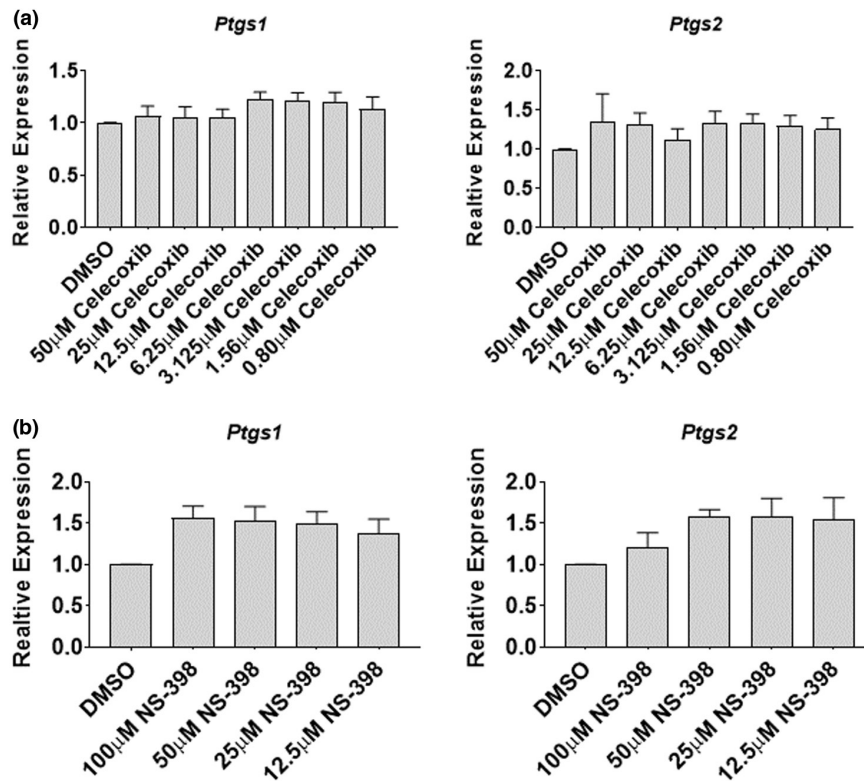 (a)
Ptgs1
Relative Expression
1.5
1.0
0.5
0.0
DMSO
50μM Celecoxib
25μM Celecoxib
12.5μM Celecoxib
6.25μM Celecoxib
3.125μM Celecoxib
1.56μM Celecoxib
0.80μM Celecoxib
Ptgs2
Realtive Expression
2.0
1.5
1.0
0.5
0.0
DMSO
50μM Celecoxib
25μM Celecoxib
12.5μM Celecoxib
6.25μM Celecoxib
3.125μM Celecoxib
1.56μM Celecoxib
0.80μM Celecoxib
(b)
Ptgs1
Realtive Expression
2.0
1.5
1.0
0.5
0.0
DMSO
100μM NS-398
50μM NS-398
25μM NS-398
12.5μM NS-398
Ptgs2
Relative Expression
2.0
1.5
1.0
0.5
0.0
DMSO
100μM NS-398
50μM NS-398
25μM NS-398
12.5μM NS-398